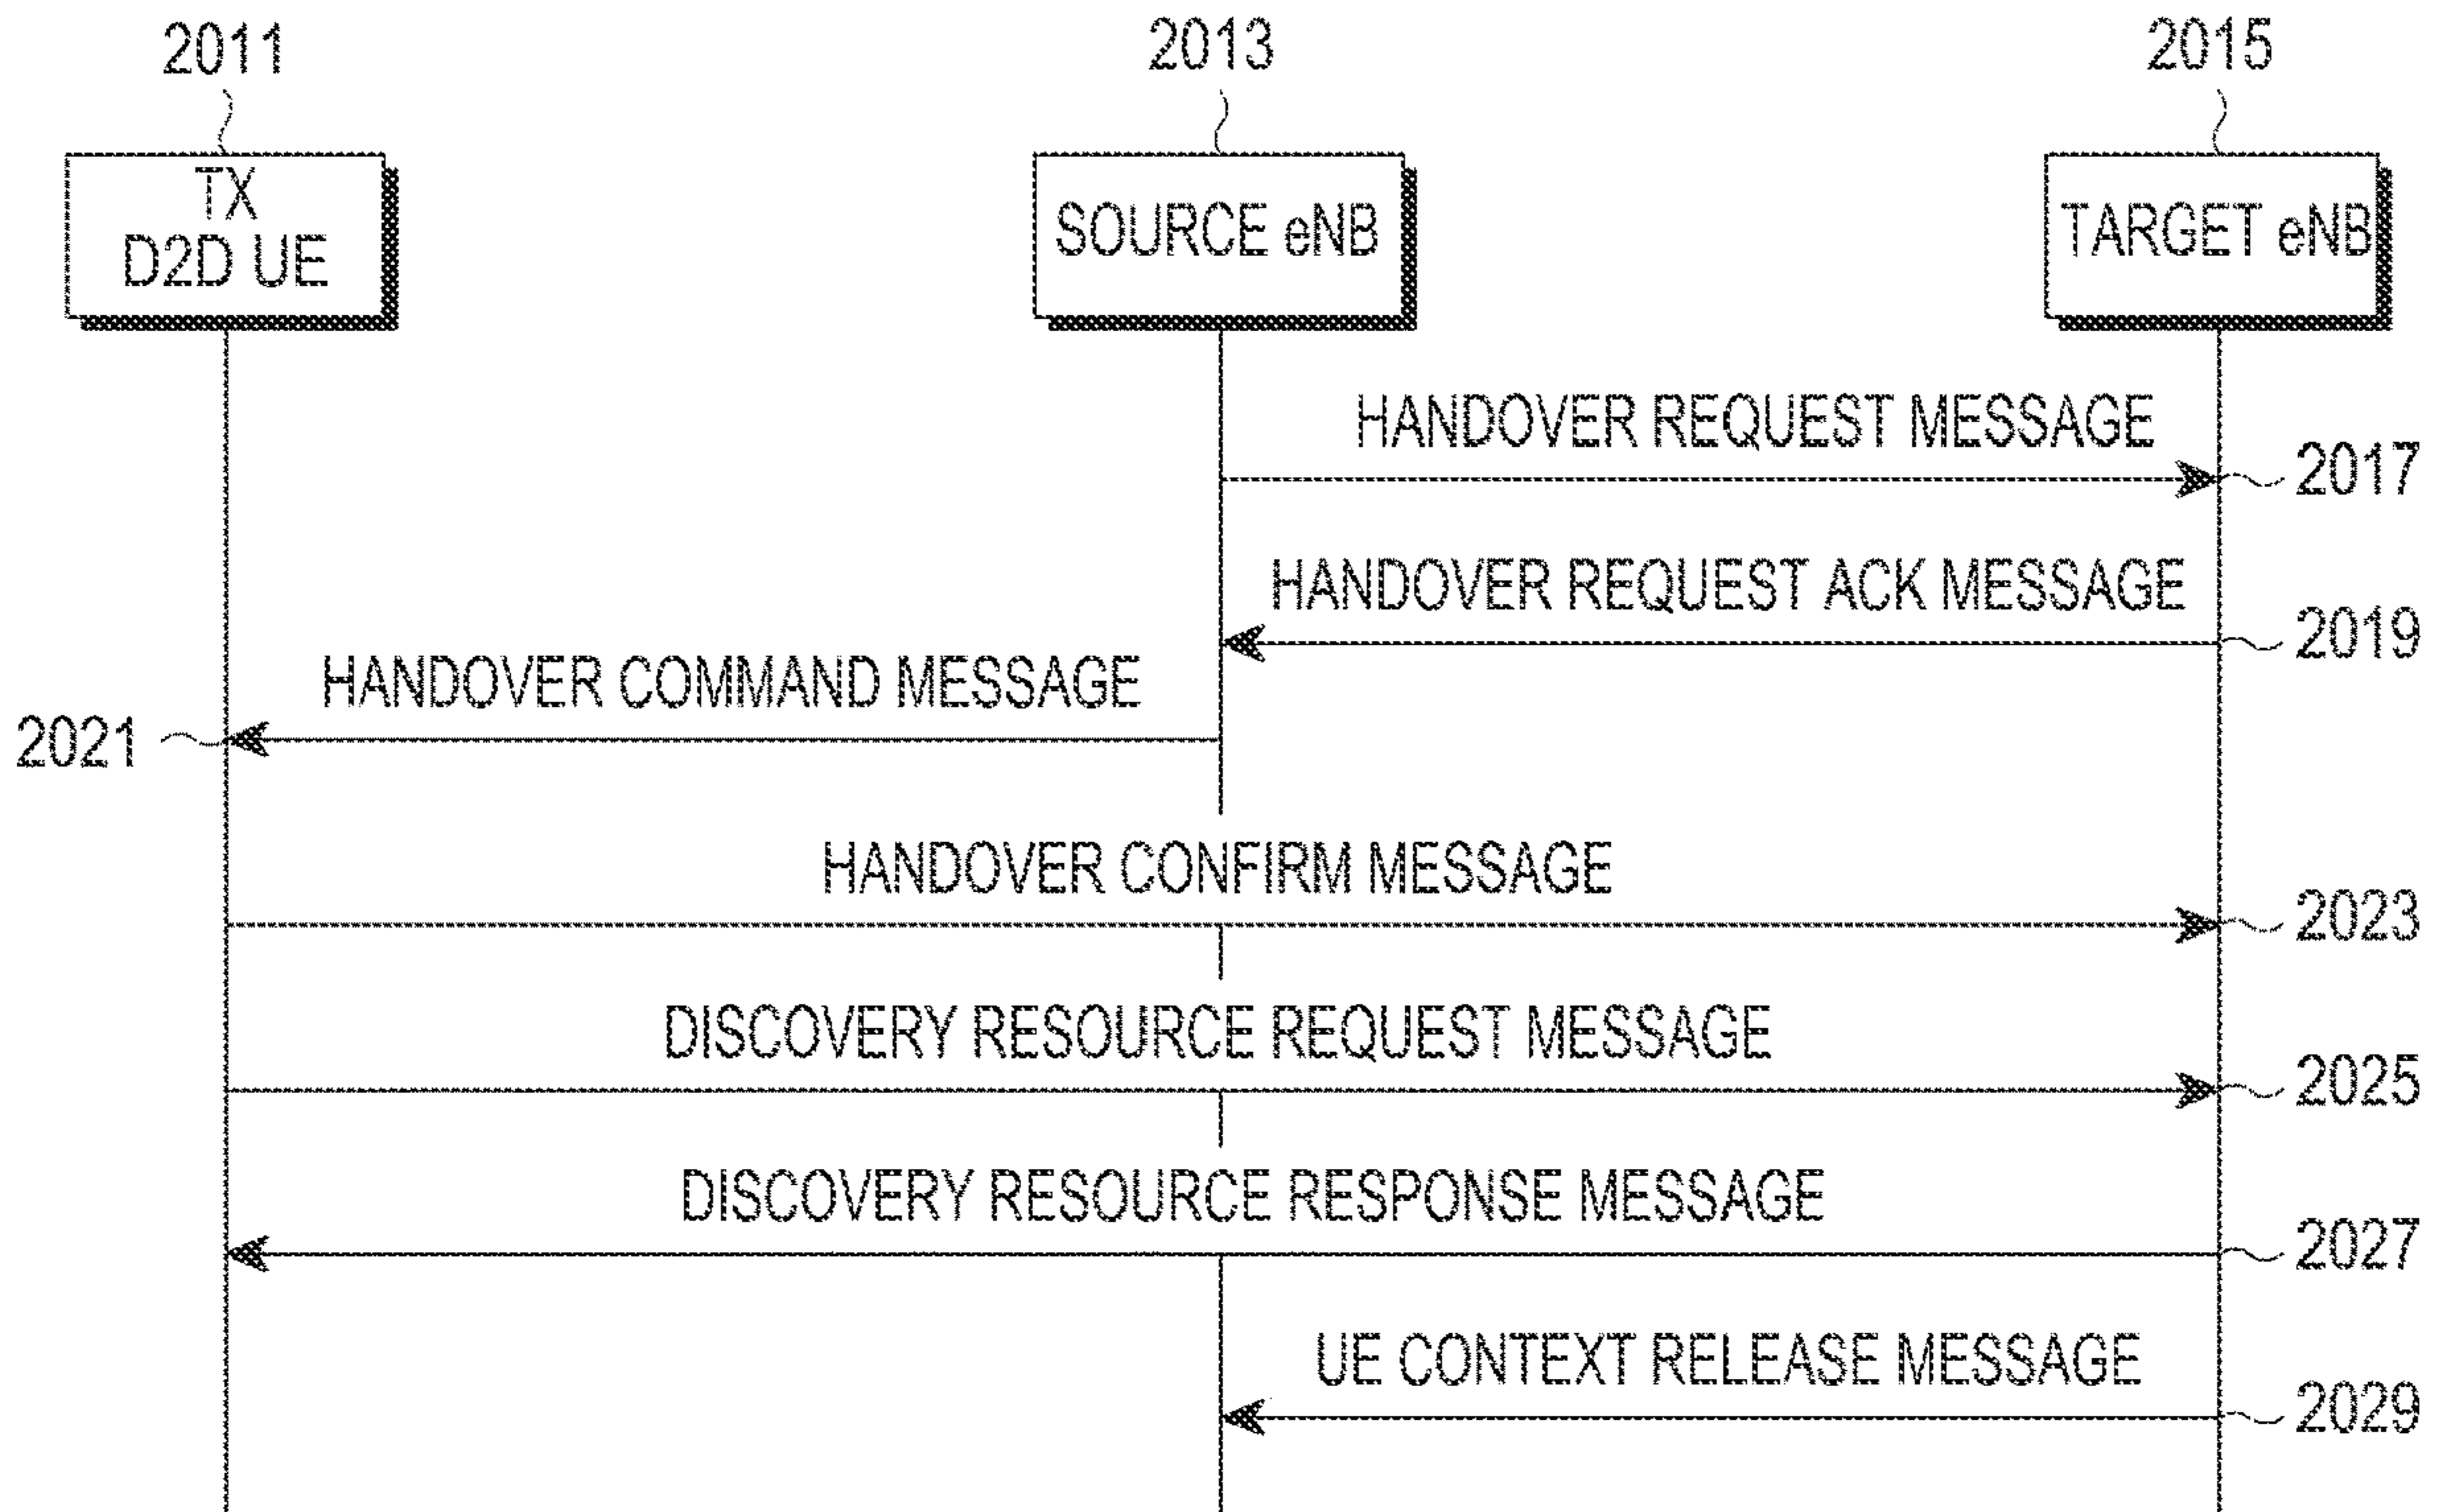 2011
2013
2015
TX
D2D UE
SOURCE eNB
TARGET eNB
HANDOVER REQUEST MESSAGE
2017
HANDOVER REQUEST ACK MESSAGE
2019
HANDOVER COMMAND MESSAGE
2021
HANDOVER CONFIRM MESSAGE
2023
DISCOVERY RESOURCE REQUEST MESSAGE
2025
DISCOVERY RESOURCE RESPONSE MESSAGE
2027
UE CONTEXT RELEASE MESSAGE
2029